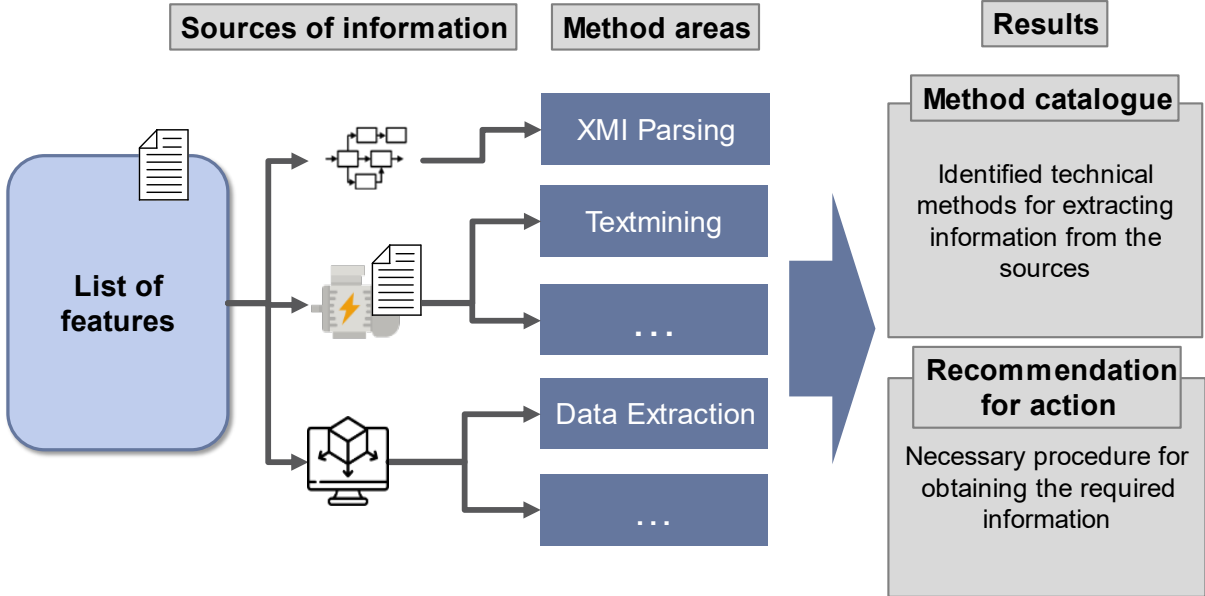 Sources of information
Method areas
Results
List of
features
XMI Parsing
Textmining
...
Data Extraction
...
Method catalogue
Identified technical
methods for extracting
information from the
sources
Recommendation
for action
Necessary procedure for
obtaining the required
information